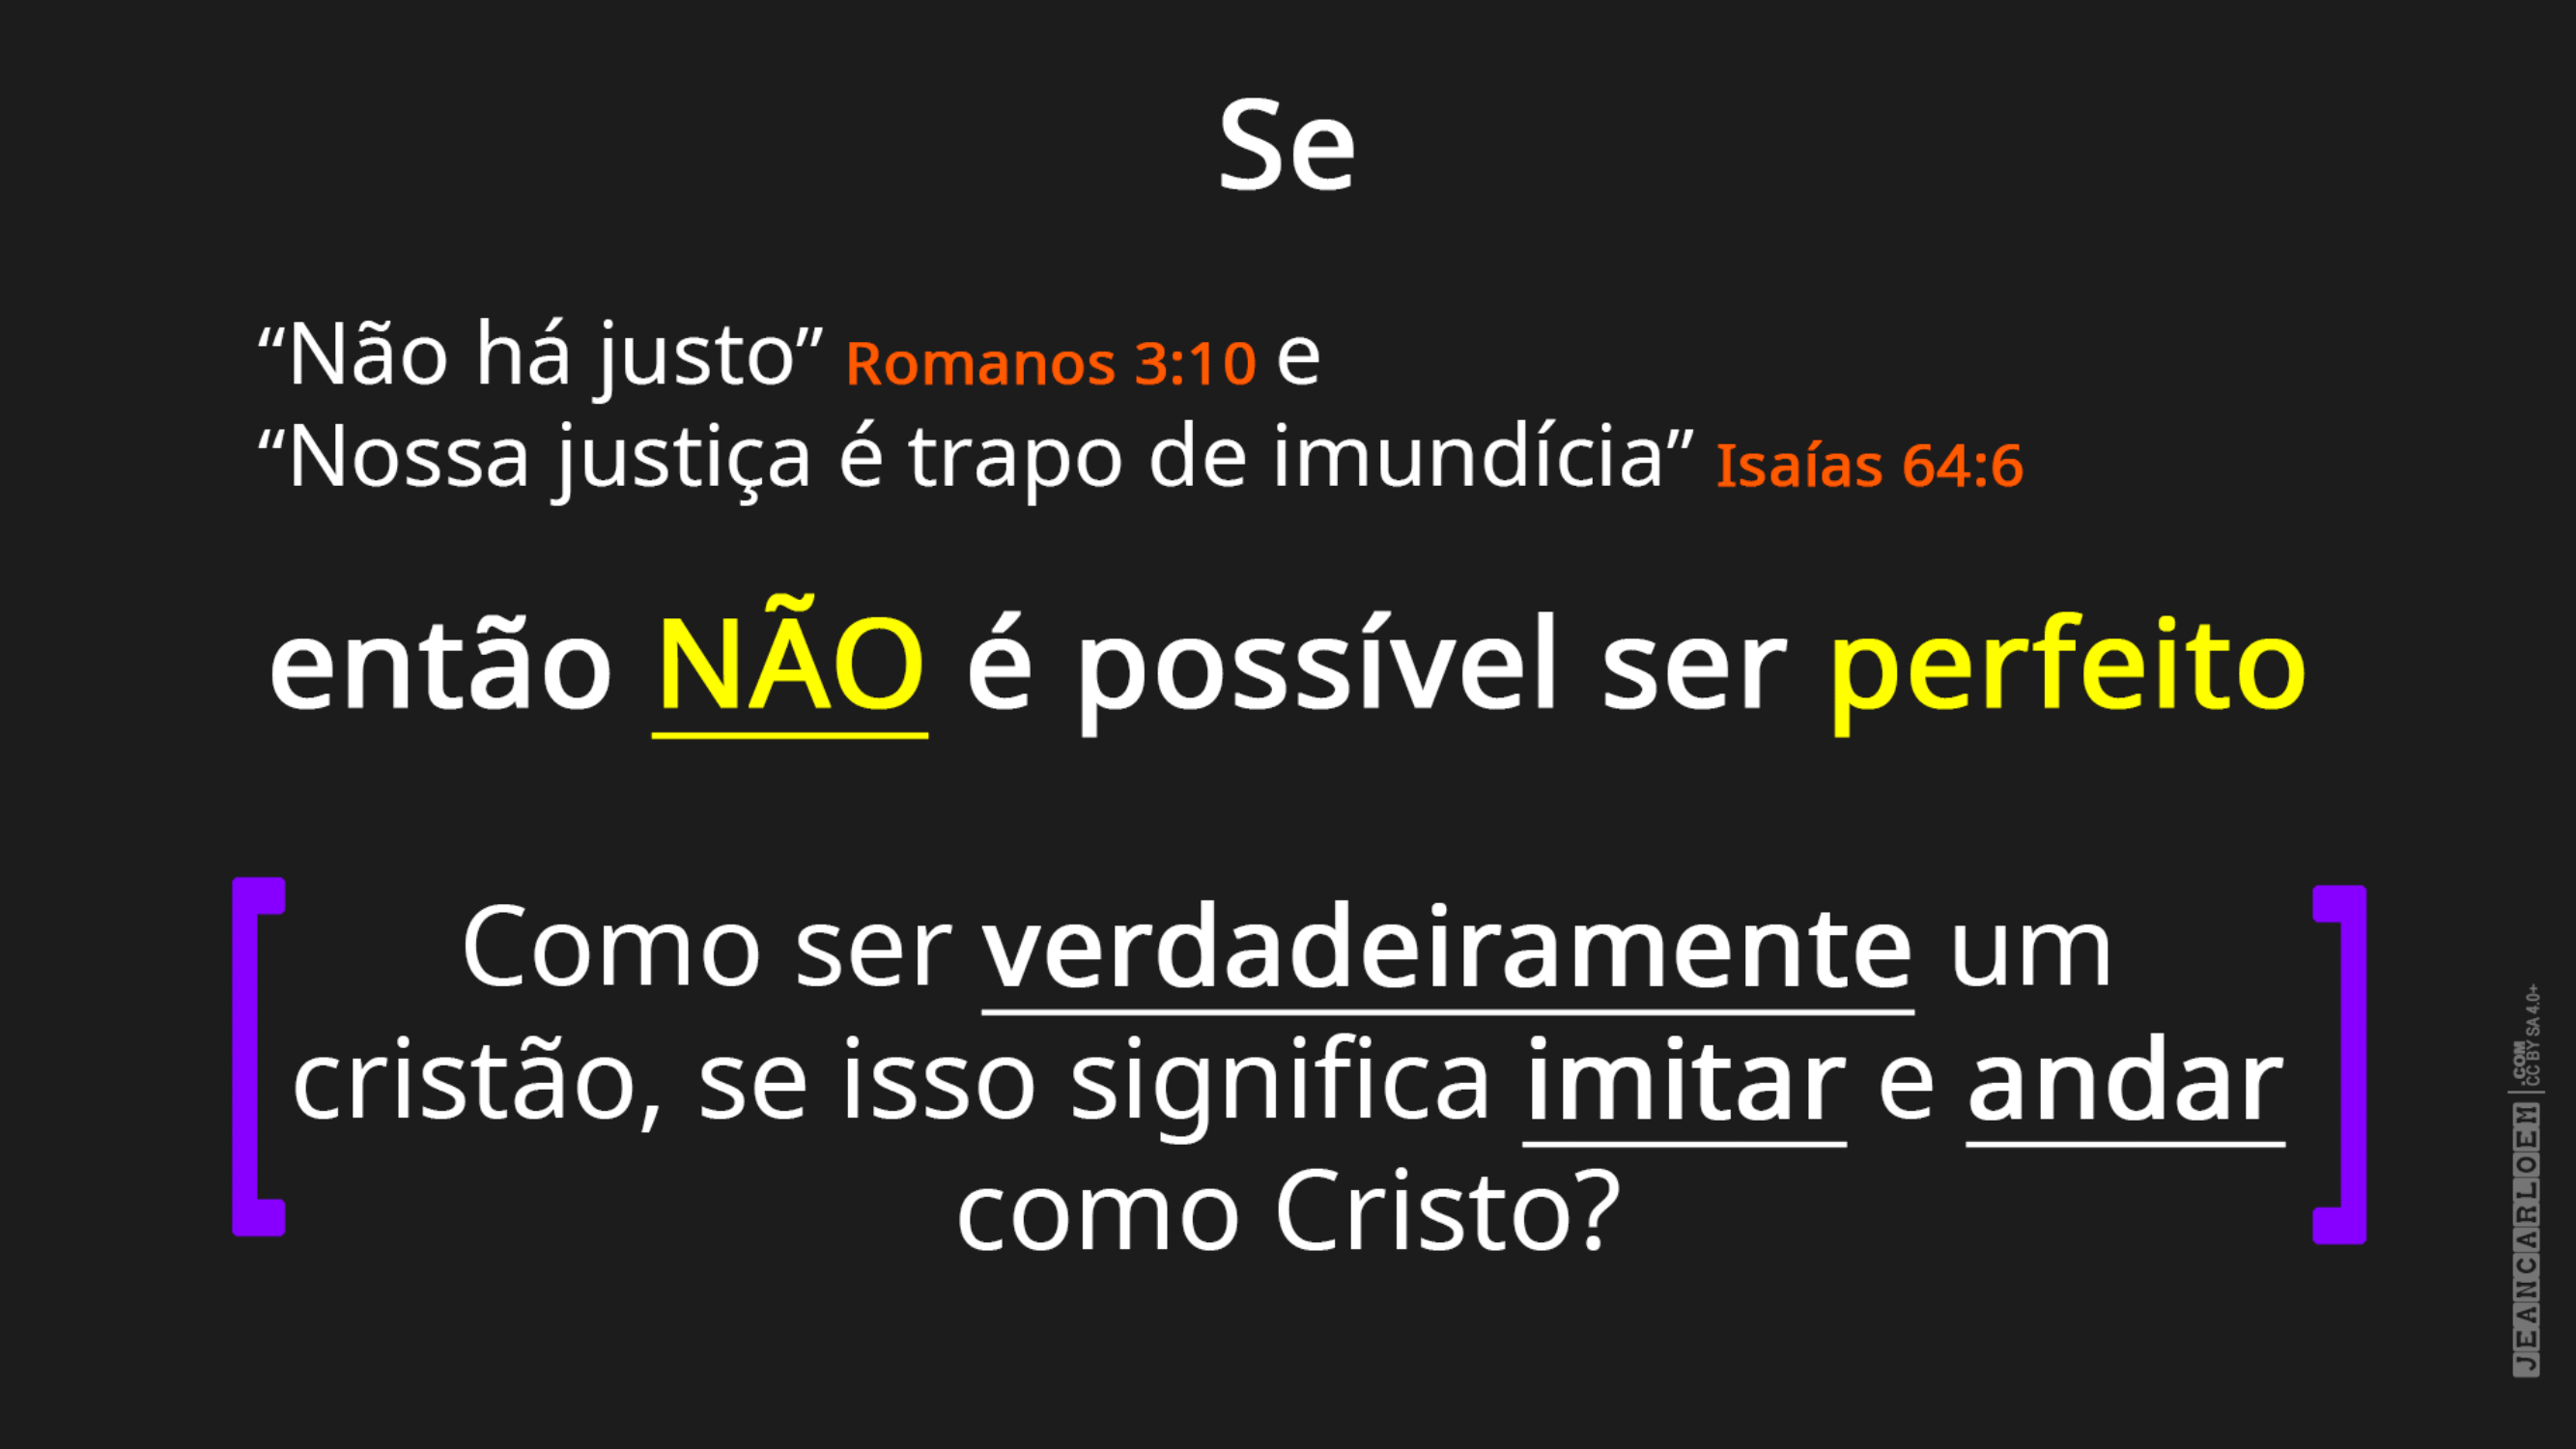 Se
“Não há justo” Romanos 3:10 e
“Nossa justiça é trapo de imundícia” Isaías 64:6
então NÃO é possível ser perfeito
Como ser verdadeiramente um
cristão, se isso significa imitar e andar
como Cristo?
JEANCARLOEM
.COM
CC BY SA 4.0+